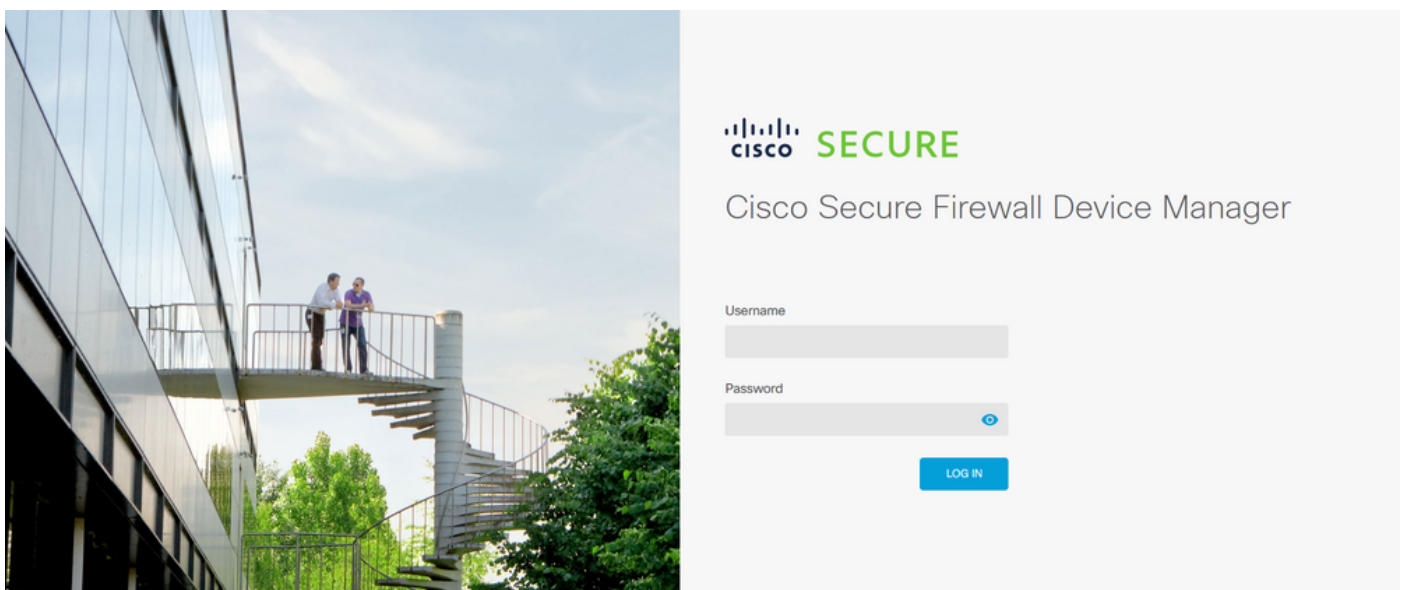 CISCO SECURE
Cisco Secure Firewall Device Manager
Username
Password
LOG IN